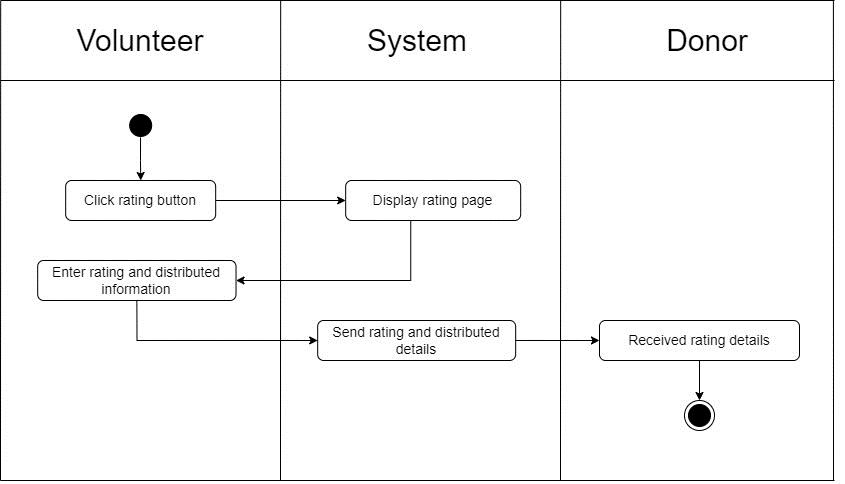 Volunteer
System
Donor
Click rating button
Display rating page
Enter rating and distributed
information
Send rating and distributed
details
Received rating details